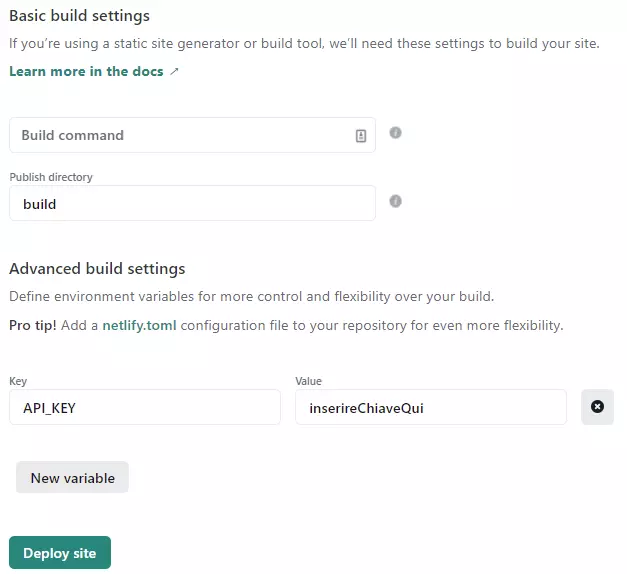 Basic build settings
If you’re using a static site generator or build tool, we’ll need these settings to build your site.
Learn more in the docs ↗
Build command
Publish directory
build
Advanced build settings
Define environment variables for more control and flexibility over your build.
Pro tip! Add a netlify.toml configuration file to your repository for even more flexibility.
Key
Value
API_KEY
inserireChiaveQui
New variable
Deploy site